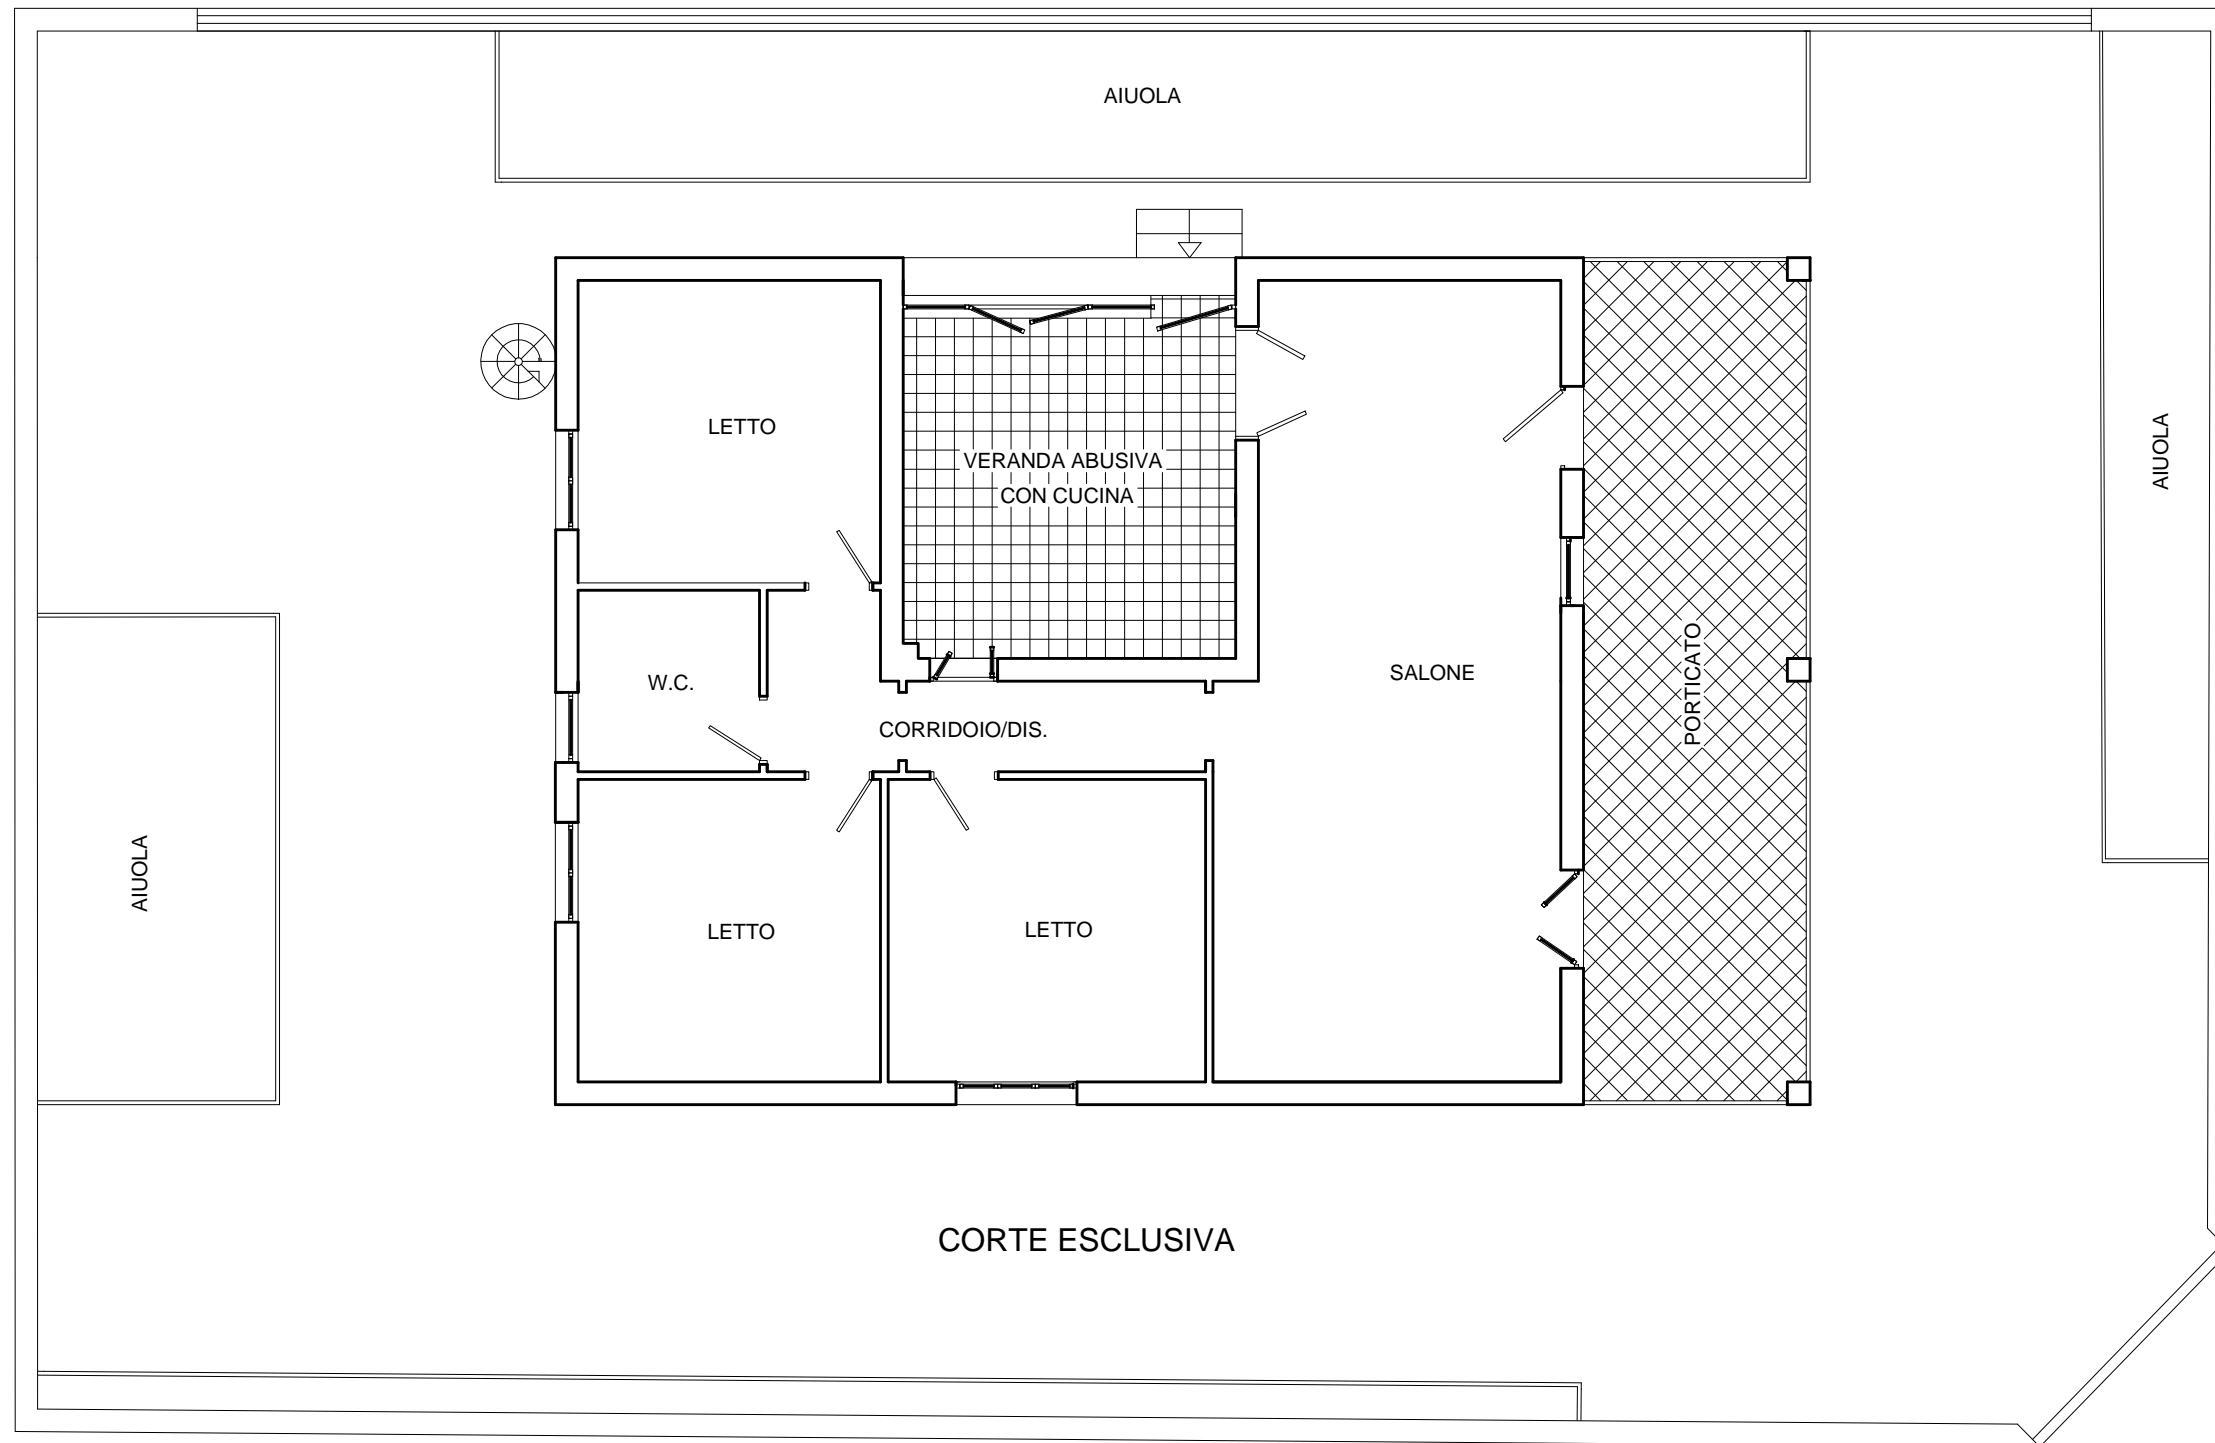 AIUOLA
LETTO
VERANDA ABUSIVA
CON CUCINA
AIUOLA
W.C.
SALONE
PORTICATO
CORRIDOIO/DIS.
AIUOLA
LETTO
LETTO
CORTE ESCLUSIVA